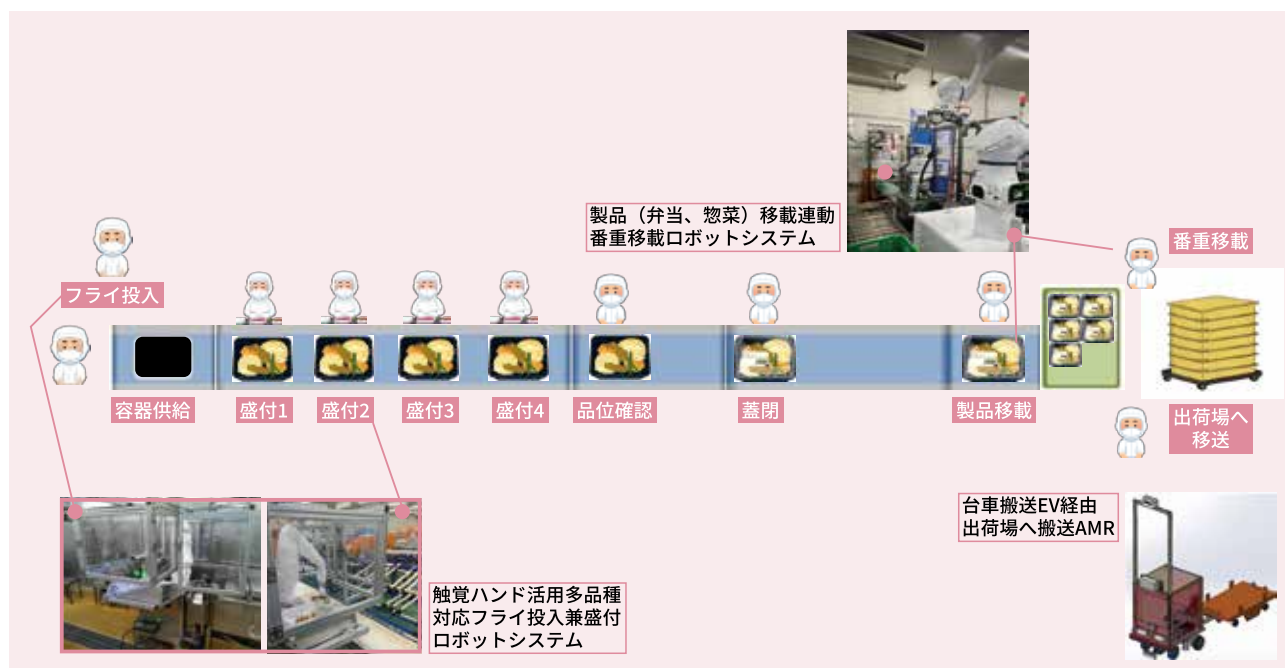 製品（弁当、惣菜）移載連動
番重移載ロボットシステム
番重移載
フライ投入
容器供給
盛付1
盛付2
盛付3
盛付4
品位確認
蓋閉
製品移載
出荷場へ
移送
台車搬送EV経由
出荷場へ搬送AMR
触覚ハンド活用多品種
対応フライ投入兼盛付
ロボットシステム